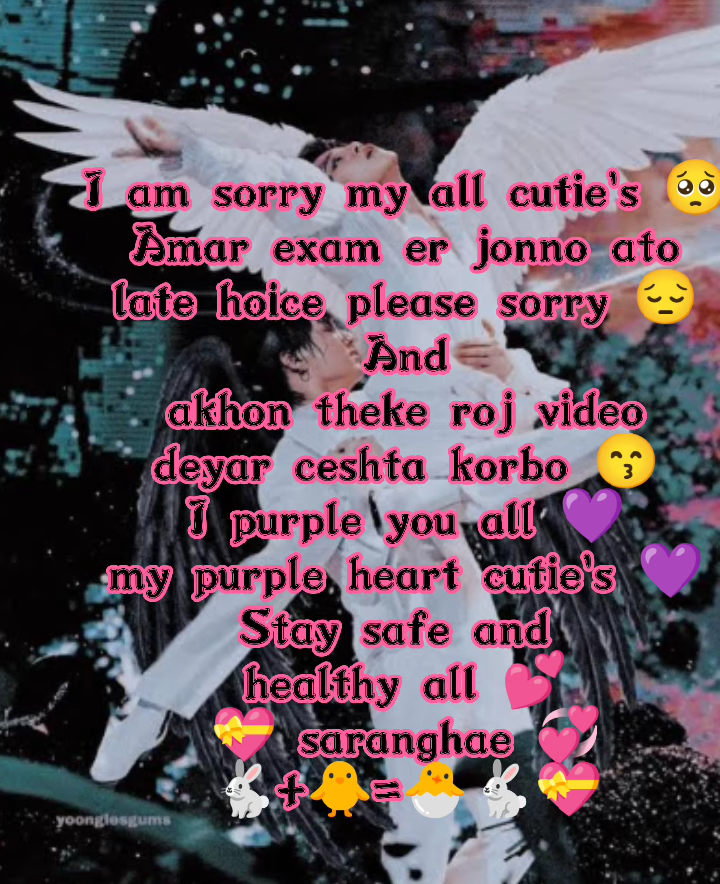 I am sorry my all cutie's 🥺
Amar exam er jonno ato
late hoice please sorry 😔
And
akhon theke roj video
deyar ceshta korbo 😙
I purple you all 💜
my purple heart cutie's 💜
Stay safe and
healthy all 💕
💝 saranghae 💞
🐇+🐥=🐣🐇💝
yoongiesgums